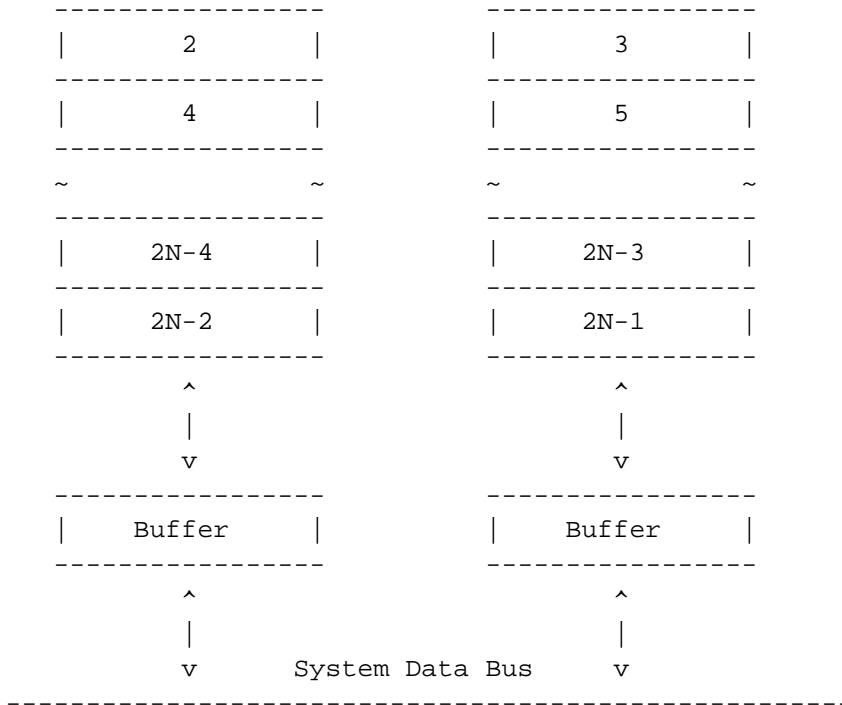 2 3
4 5
~ ~ ~ ~
2N-4 2N-3
2N-2 2N-1
^ ^
| |
v v
Buffer Buffer
^ ^
| |
v System Data Bus v